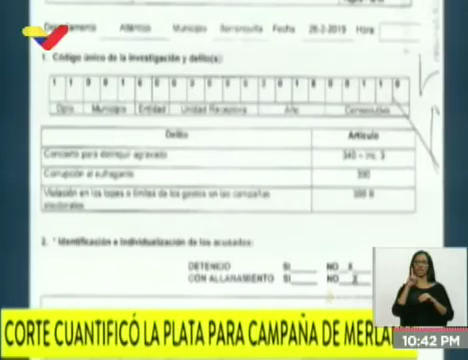 Departamento Atlántico Municipio Barranquilla Fecha 26-2-2019 Hora
1. Código único de la investigación y delito(s):
Dpto. Municipio Entidad Unidad Receptora Año Consecutivo
Delito Artículo
Concierto para delinquir agravado 340 - inc. 3
Corrupción al sufragante 390
Violación en los topes o límites de los gastos en las campañas
electorales
2. * Identificación e individualización de los acusados:
DETENIDO SI NO X
CON ALLANAMIENTO SI NO X
CORTE CUANTIFICÓ LA PLATA PARA CAMPAÑA DE
10:42 PM